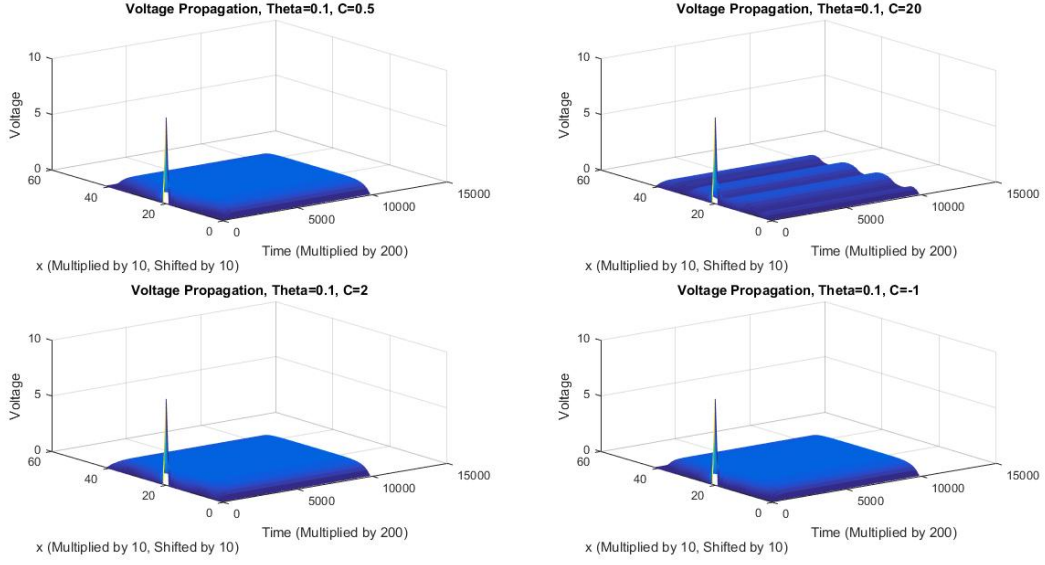 Voltage Propagation, Theta=0.1, C=0.5
10
5
0
Voltage
60
40
20
0
0
5000
10000
15000
Time (Multiplied by 200)
x (Multiplied by 10, Shifted by 10)
Voltage Propagation, Theta=0.1, C=20
10
5
0
Voltage
60
40
20
0
0
5000
10000
15000
Time (Multiplied by 200)
x (Multiplied by 10, Shifted by 10)
Voltage Propagation, Theta=0.1, C=2
10
5
0
Voltage
60
40
20
0
0
5000
10000
15000
Time (Multiplied by 200)
x (Multiplied by 10, Shifted by 10)
Voltage Propagation, Theta=0.1, C=-1
10
5
0
Voltage
60
40
20
0
0
5000
10000
15000
Time (Multiplied by 200)
x (Multiplied by 10, Shifted by 10)